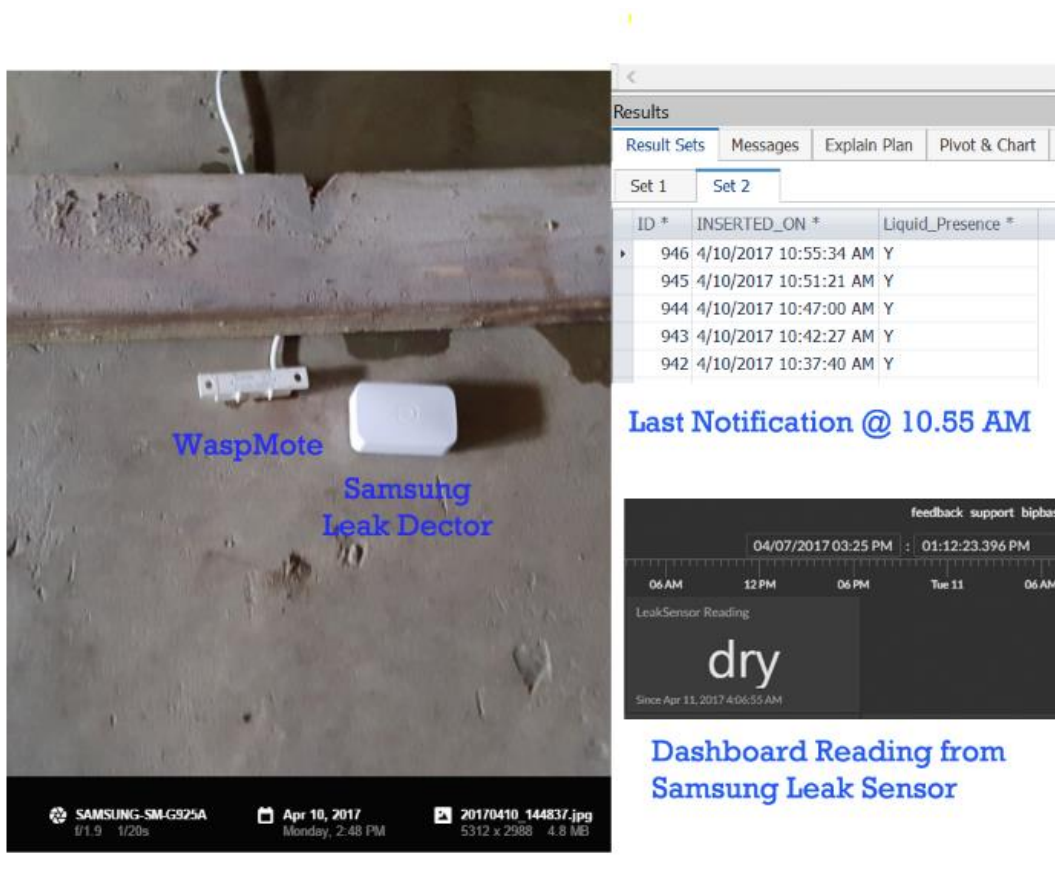 Results
Result Sets Messages Explain Plan Pivot & Chart
Set 1 Set 2
ID * INSERTED_ON * Liquid_Presence *
946 4/10/2017 10:55:34 AM Y
945 4/10/2017 10:51:21 AM Y
944 4/10/2017 10:47:00 AM Y
943 4/10/2017 10:42:27 AM Y
942 4/10/2017 10:37:40 AM Y
Last Notification @ 10.55 AM
WaspMote
Samsung
Leak Dector
feedback support bipbas
04/07/2017 03:25 PM : 01:12:23.396 PM
06 AM 12 PM 06 PM Tue 11 06 AM
LeakSensor Reading
dry
Since Apr 11, 2017 4:06:55 AM
Dashboard Reading from
Samsung Leak Sensor
SAMSUNG-SM-G925A
f/1.9 1/20s
Apr 10, 2017
Monday, 2:48 PM
20170410_144837.jpg
5312 x 2988 4.8 MB